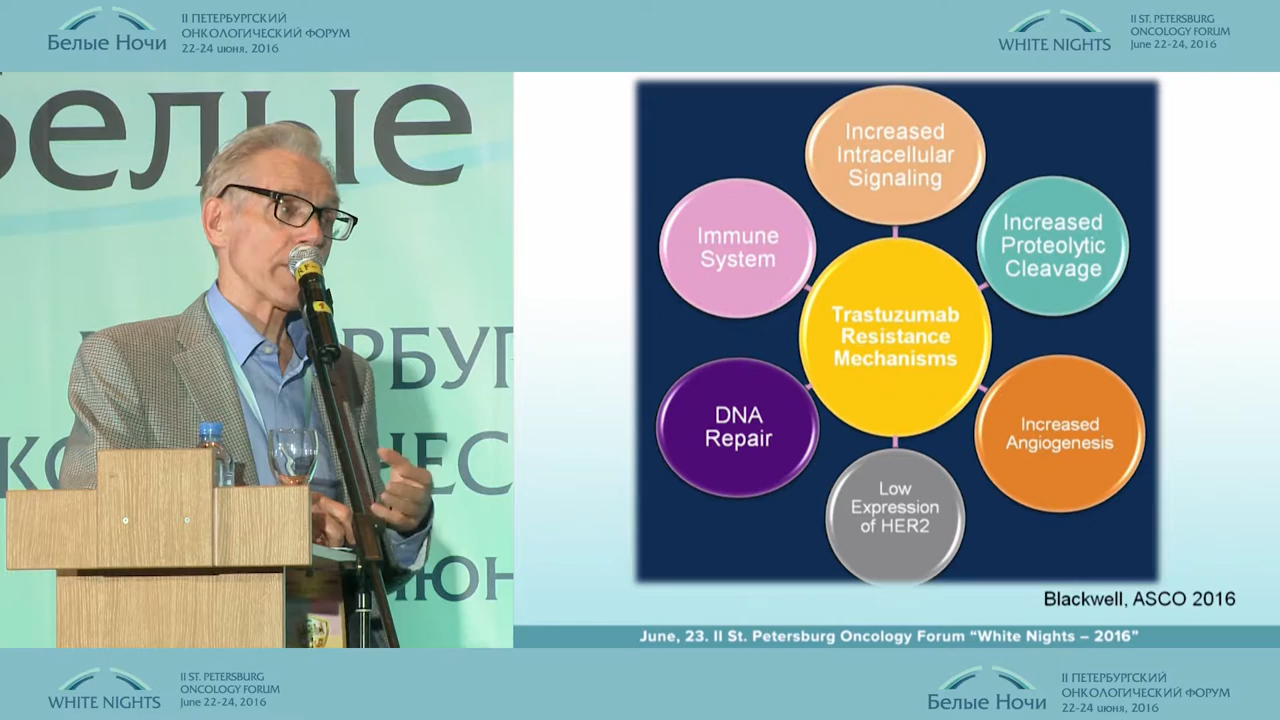 II ПЕТЕРБУРГСКИЙ
ОНКОЛОГИЧЕСКИЙ ФОРУМ
Белые Ночи
22-24 июня, 2016
II ST. PETERSBURG
ONCOLOGY FORUM
WHITE NIGHTS
June 22-24, 2016
белые
РБУРГ
ИЮН
Increased
Intracellular
Signaling
Immune
System
Increased
Proteolytic
Cleavage
Trastuzumab
Resistance
Mechanisms
DNA
Repair
Increased
Angiogenesis
Low
Expression
of HER2
Blackwell, ASCO 2016
June, 23. II St. Petersburg Oncology Forum “White Nights – 2016”
II ST. PETERSBURG
ONCOLOGY FORUM
WHITE NIGHTS
June 22-24, 2016
II ПЕТЕРБУРГСКИЙ
ОНКОЛОГИЧЕСКИЙ ФОРУМ
Белые Ночи
22-24 июня, 2016